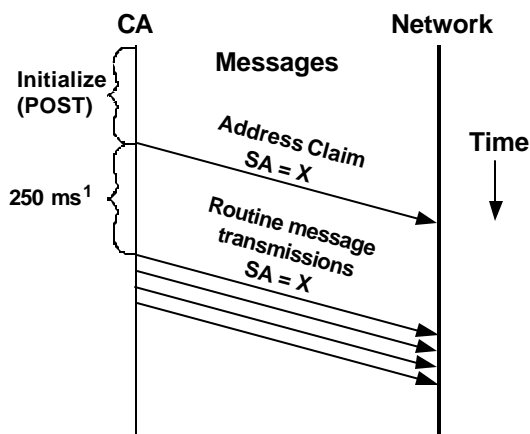 CA
Network
Messages
Initialize
(POST)
Address Claim
SA = X
Time
250 ms¹
Routine message
transmissions
SA = X